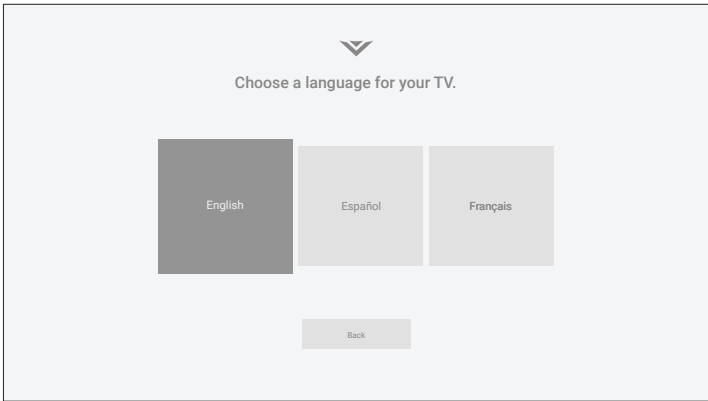 Choose a language for your TV.
English
Español
Français
Back